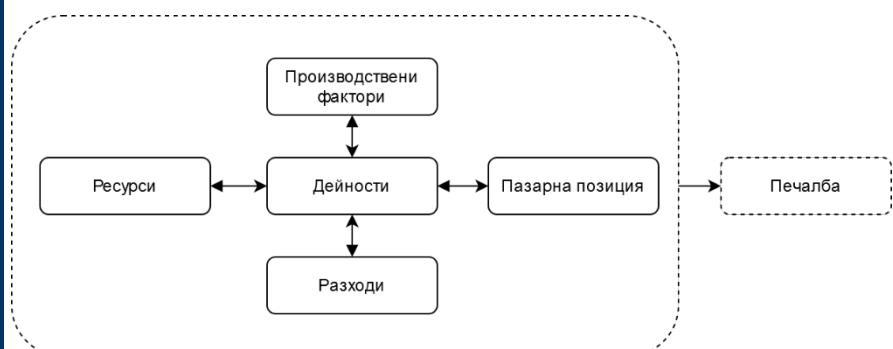 Производствени
фактори
Ресурси
Дейности
Пазарна позиция
Печалба
Разходи